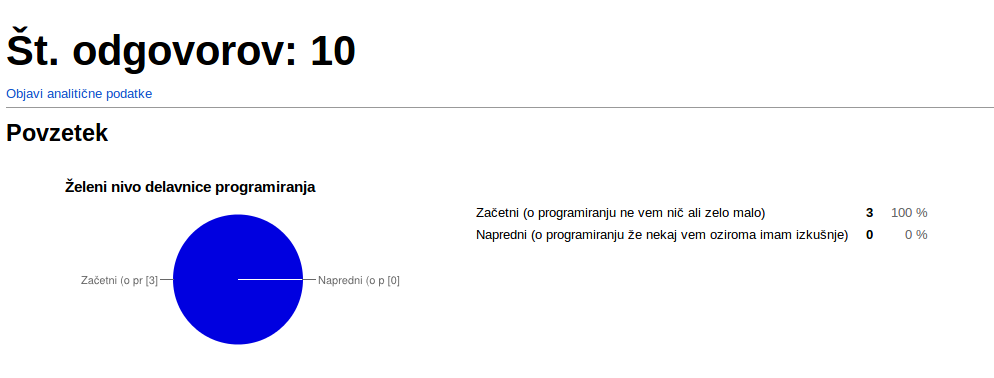 Št. odgovorov: 10
Objavi analitične podatke
Povzetek
Želeni nivo delavnice programiranja
Začetni (o programiranju ne vem nič ali zelo malo) 3 100 %
Napredni (o programiranju že nekaj vem oziroma imam izkušnje) 0 0 %
Začetni (o pr [3] Napredni (o p [0]